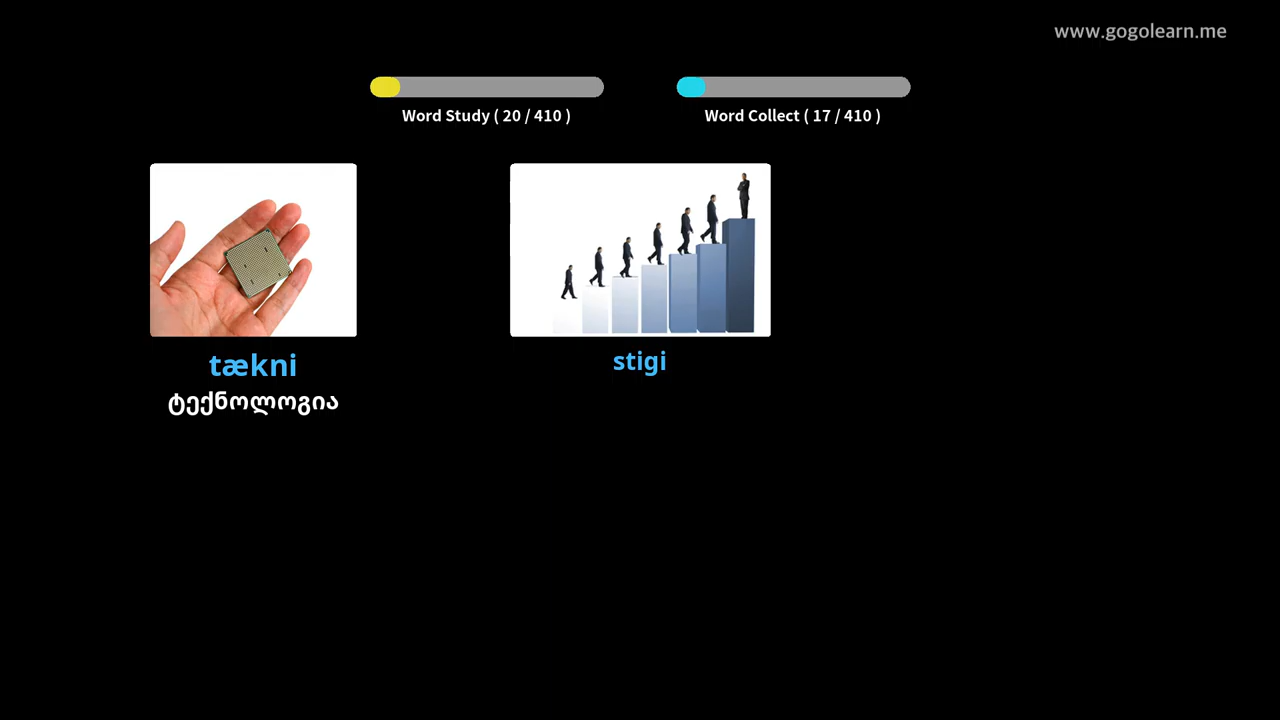 www.gogolearn.me
Word Study ( 20 / 410 )
Word Collect ( 17 / 410 )
tækni
ტექნოლოგია
stigi